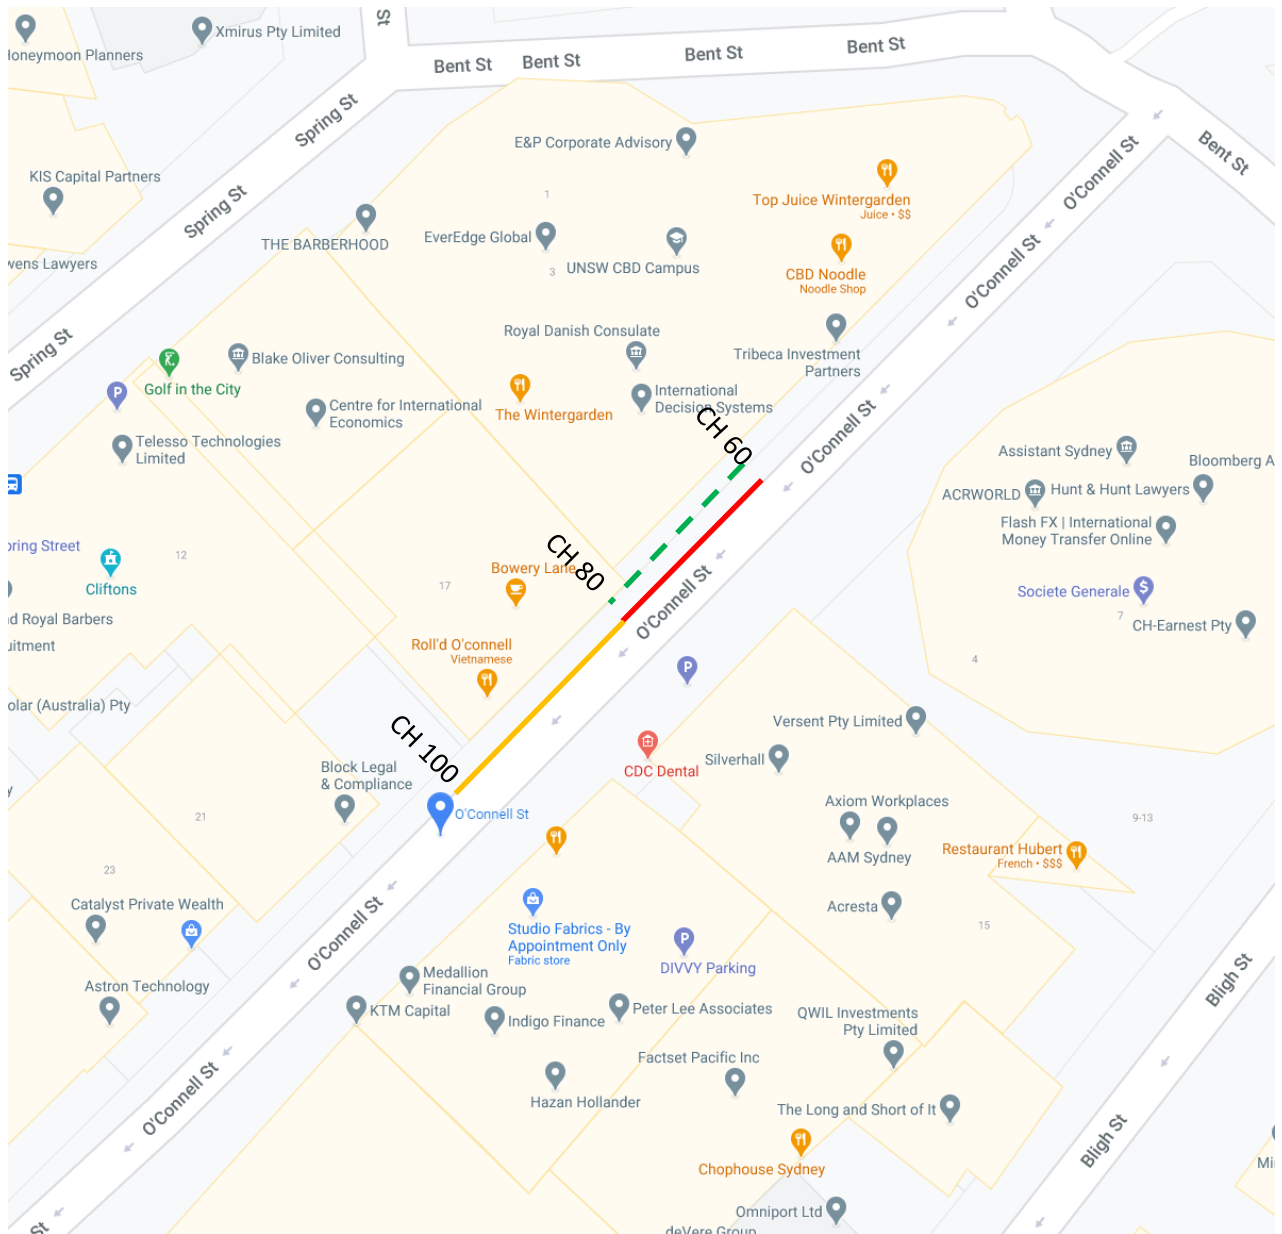 St
Xmirus Pty Limited
Honeymoon Planners
Bent St
Bent St
Bent St
Bent St
Spring St
E&P Corporate Advisory
O'Connell St
Bent St
KIS Capital Partners
1
Top Juice Wintergarden
Juice • $$
Spring St
THE BARBERHOOD
EverEdge Global
UNSW CBD Campus
3
O'Connell St
CBD Noodle
Noodle Shop
wens Lawyers
Spring St
Royal Danish Consulate
Tribeca Investment
Partners
Blake Oliver Consulting
Golf in the City
P
Centre for International
Economics
The Wintergarden
International
Decision Systems
CH 60
O'Connell St
Telesso Technologies
Limited
Assistant Sydney
Bloomberg A
ACRWORLD
Hunt & Hunt Lawyers
Flash FX | International
Money Transfer Online
oring Street
12
CH 80
Bowery Lane
17
Cliftons
O'Connell St
Societe Generale
$
7
CH-Earnest Pty
ad Royal Barbers
uitment
Roll'd O'connell
Vietnamese
4
P
olar (Australia) Pty
CH 100
Versent Pty Limited
Silverhall
CDC Dental
Block Legal
& Compliance
y
O'Connell St
21
Axiom Workplaces
AAM Sydney
9-13
Restaurant Hubert
French • $$$
23
Catalyst Private Wealth
Acresta
15
O'Connell St
Studio Fabrics - By
Appointment Only
Fabric store
P
DIVVY Parking
Medallion
Financial Group
Astron Technology
KTM Capital
Indigo Finance
Peter Lee Associates
QWIL Investments
Pty Limited
Bligh St
Factset Pacific Inc
O'Connell St
Hazan Hollander
The Long and Short of It
Bligh St
Chophouse Sydney
Mi
Omniport Ltd
deVere Group
St